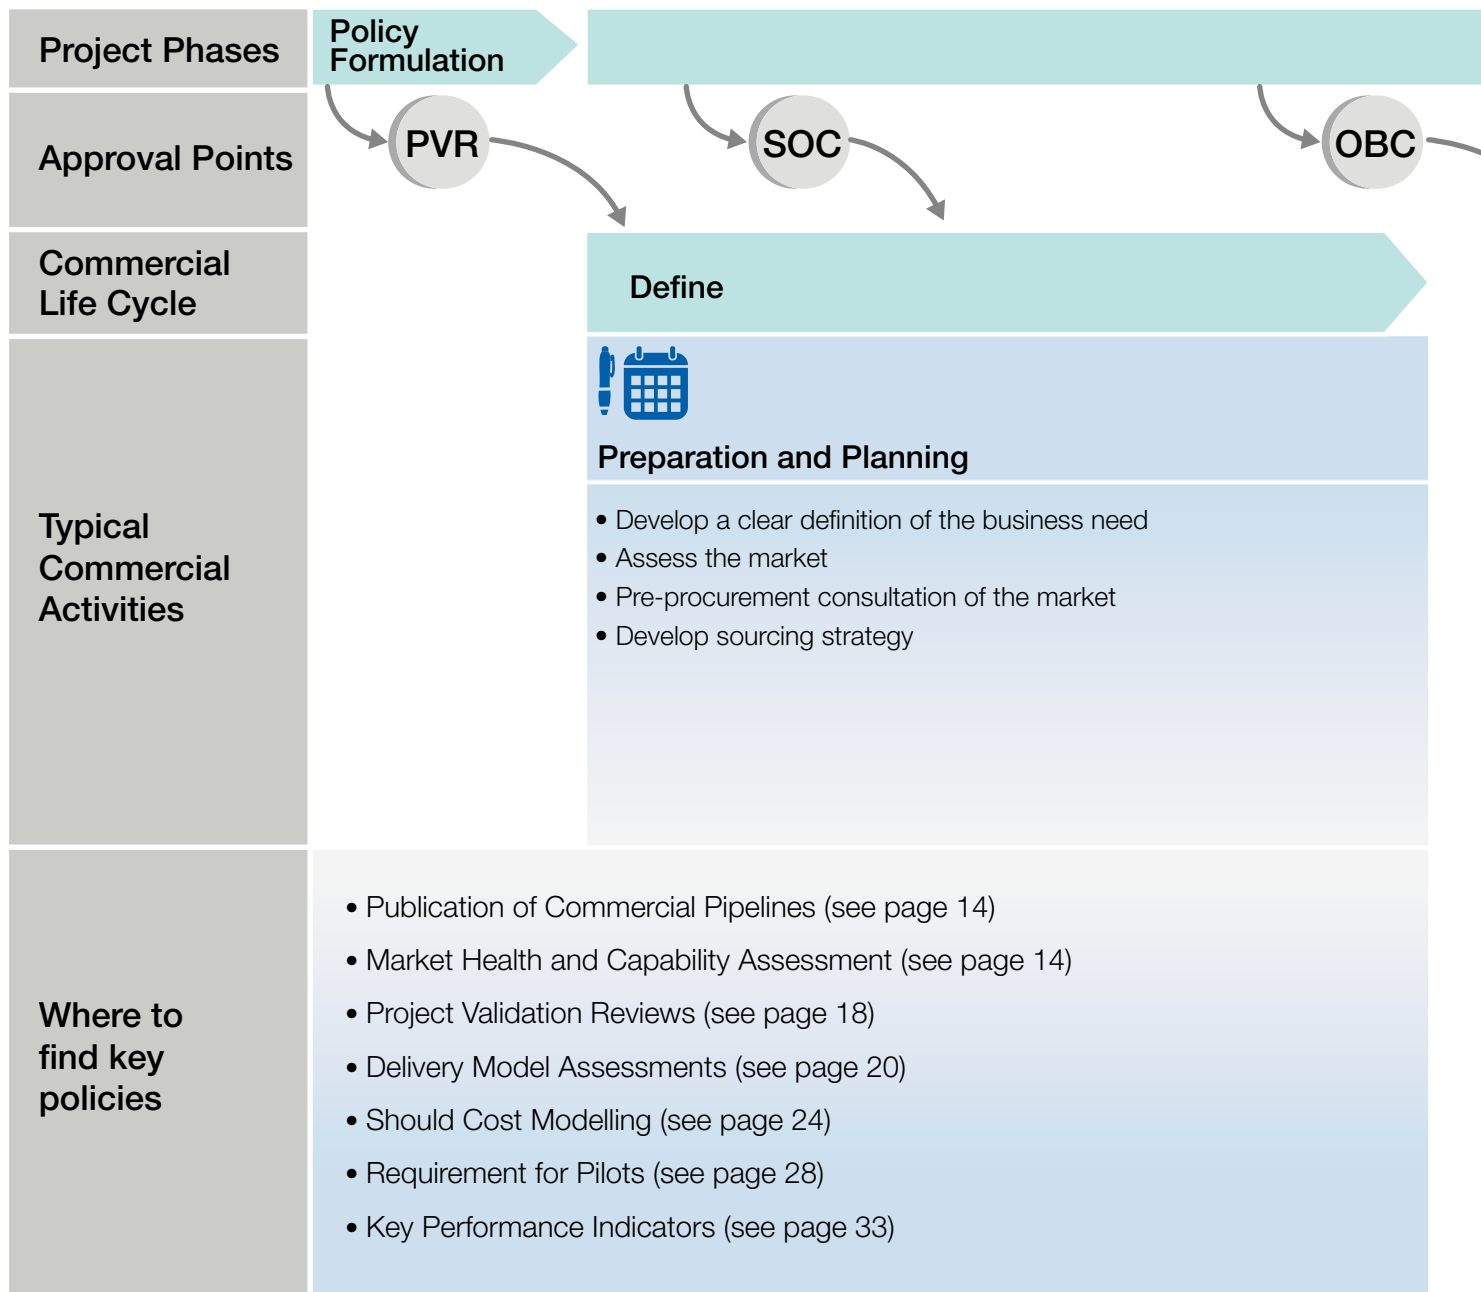 Project Phases
Policy
Formulation
Approval Points
PVR
SOC
OBC
Commercial
Life Cycle
Define
Typical
Commercial
Activities
Preparation and Planning
• Develop a clear definition of the business need
• Assess the market
• Pre-procurement consultation of the market
• Develop sourcing strategy
Where to
find key
policies
• Publication of Commercial Pipelines (see page 14)
• Market Health and Capability Assessment (see page 14)
• Project Validation Reviews (see page 18)
• Delivery Model Assessments (see page 20)
• Should Cost Modelling (see page 24)
• Requirement for Pilots (see page 28)
• Key Performance Indicators (see page 33)